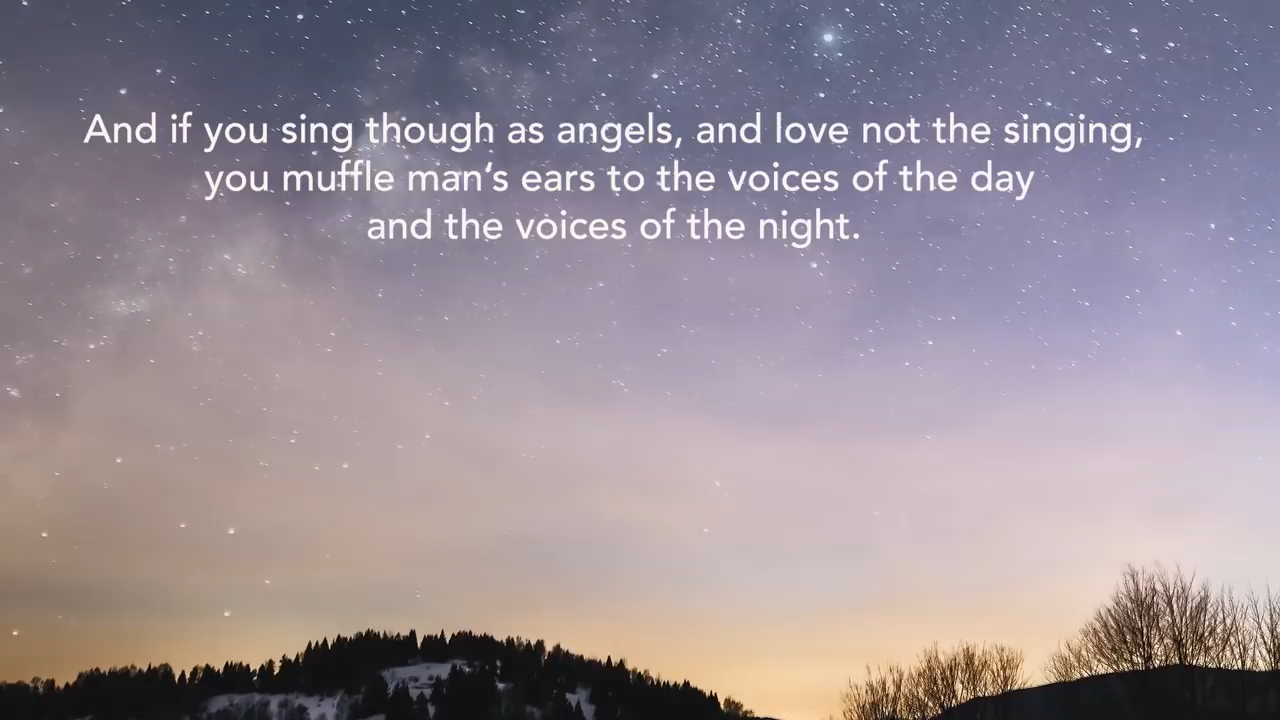 And if you sing though as angels, and love not the singing,
you muffle man‘s ears to the voices of the day
and the voices of the night.